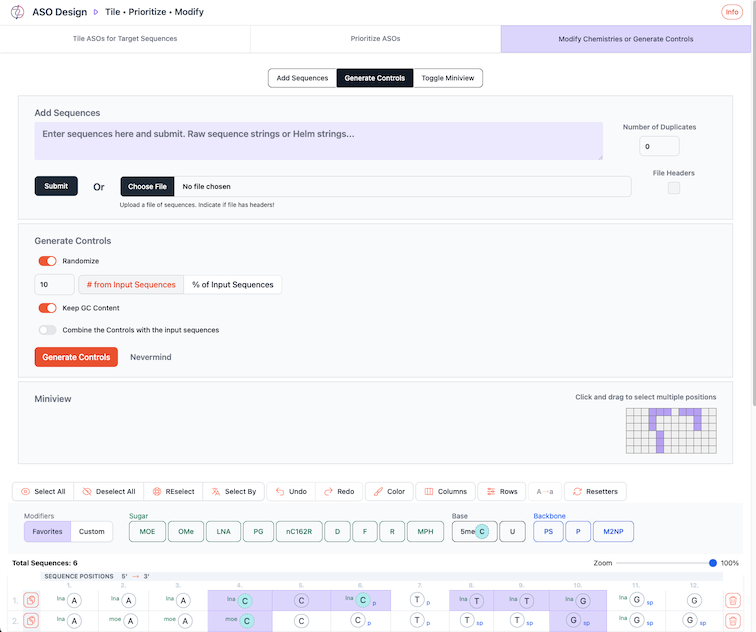 ASO Design Tile • Prioritize • Modify Info
Tile ASOs for Target Sequences Prioritize ASOs Modify Chemistries or Generate Controls
Add Sequences Generate Controls Toggle Miniview
Add Sequences
Enter sequences here and submit. Raw sequence strings or Helm strings...
Number of Duplicates
0
Submit Or Choose File No file chosen
File Headers
Upload a file of sequences. Indicate if file has headers!
Generate Controls
Randomize
10 # from Input Sequences % of Input Sequences
Keep GC Content
Combine the Controls with the input sequences
Generate Controls Nevermind
Miniview Click and drag to select multiple positions
Select All Deselect All REselect Select By Undo Redo Color Columns Rows A→a Resetters
Modifiers Sugar Base Backbone
Favorites Custom MOE OMe LNA PG nC162R D F R MPH 5me C U PS P M2NP
Total Sequences: 6 Zoom 100%
SEQUENCE POSITIONS 5' → 3'
1. 2. 3. 4. 5. 6. 7. 8. 9. 10. 11. 12.
1. lna A lna A lna A lna C C lna C p T p lna T lna T lna G lna G sp G
2. lna A moe A moe A moe C C C p T p T sp T sp G sp G sp G sp